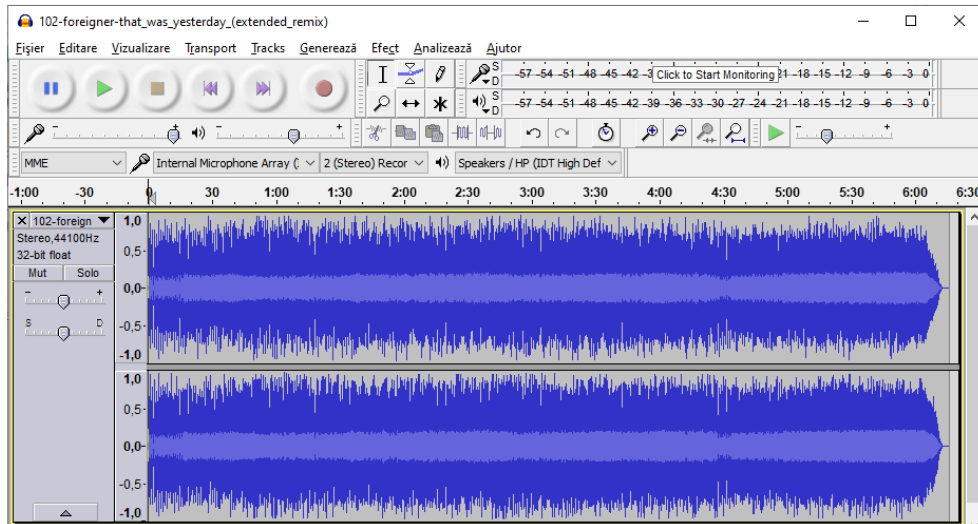 102-foreigner-that_was_yesterday_(extended_remix)
Fişier Editare Vizualizare Transport Tracks Generează Efect Analizează Ajutor
S D -57 -54 -51 -48 -45 -42 -3 Click to Start Monitoring 21 -18 -15 -12 -9 -6 -3 0
S D -57 -54 -51 -48 -45 -42 -39 -36 -33 -30 -27 -24 -21 -18 -15 -12 -9 -6 -3 0
- + - + - +
MME Internal Microphone Array ( 2 (Stereo) Recor Speakers / HP (IDT High Def
-1:00 -30 0 30 1:00 1:30 2:00 2:30 3:00 3:30 4:00 4:30 5:00 5:30 6:00 6:30
102-foreign 1,0
Stereo,44100Hz
32-bit float 0,5-
Mut Solo
- + 0,0-
S D -0,5-
-1,0
1,0
0,5-
0,0-
-0,5-
-1,0